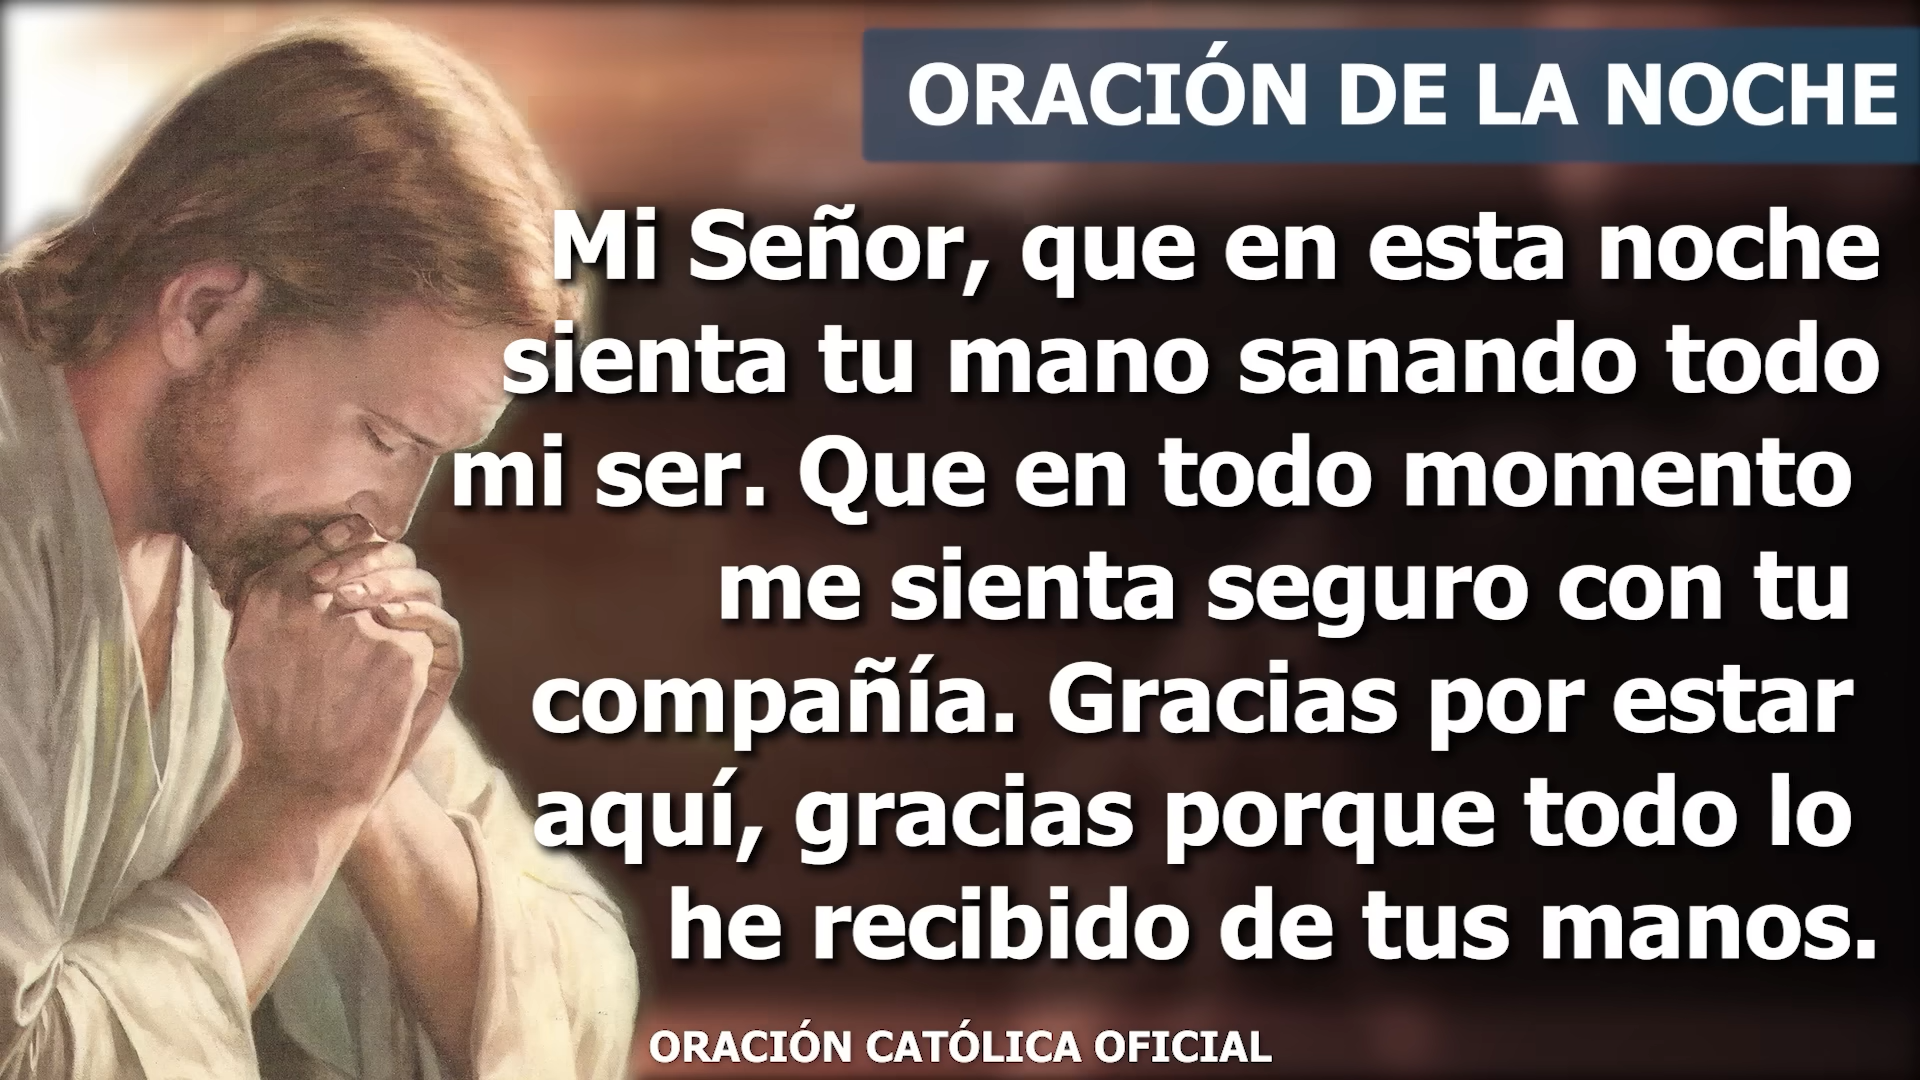 ORACIÓN DE LA NOCHE
Mi Señor, que en esta noche
sienta tu mano sanando todo
mi ser. Que en todo momento
me sienta seguro con tu
compañía. Gracias por estar
aquí, gracias porque todo lo
he recibido de tus manos.
ORACIÓN CATÓLICA OFICIAL